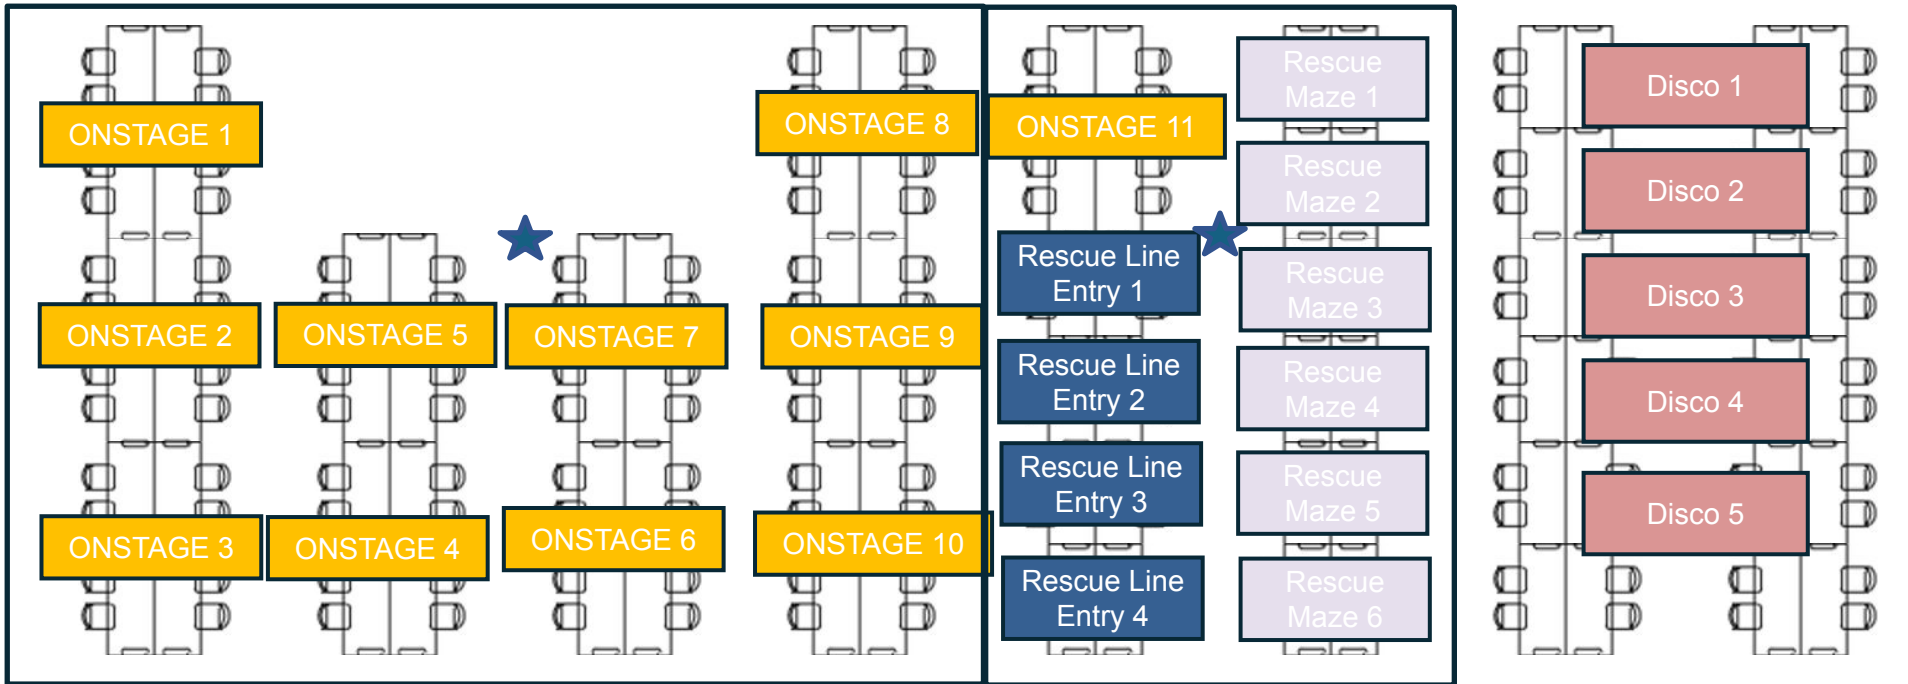 ONSTAGE 1
ONSTAGE 2
ONSTAGE 3
ONSTAGE 5
ONSTAGE 4
ONSTAGE 7
ONSTAGE 6
ONSTAGE 8
ONSTAGE 9
ONSTAGE 10
ONSTAGE 11
Rescue Line
Entry 1
Rescue Line
Entry 2
Rescue Line
Entry 3
Rescue Line
Entry 4
Rescue
Maze 1
Rescue
Maze 2
Rescue
Maze 3
Rescue
Maze 4
Rescue
Maze 5
Rescue
Maze 6
Disco 1
Disco 2
Disco 3
Disco 4
Disco 5